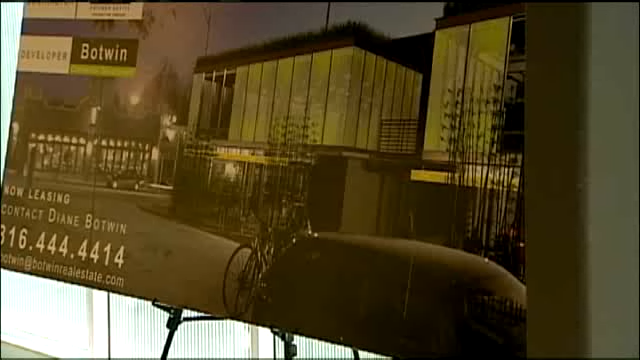 DEVELOPER Botwin
NOW LEASING
CONTACT DIANE BOTWIN
816.444.4414
botwin@botwinrealestate.com